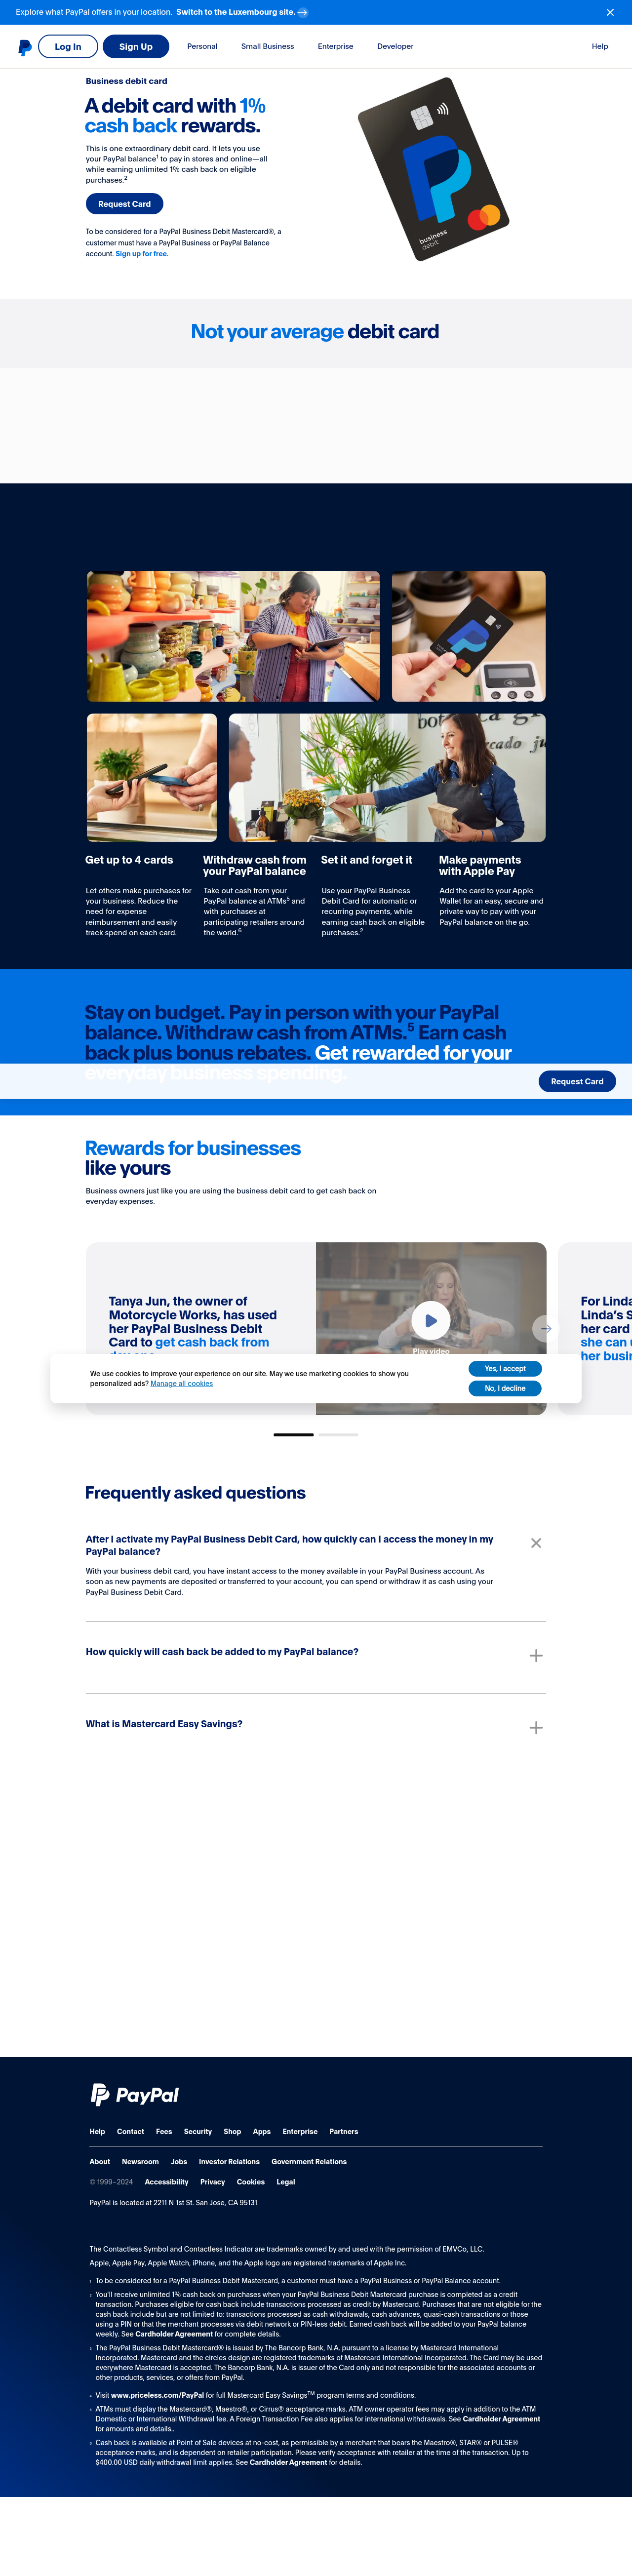 Explore what PayPal offers in your location. Switch to the Luxembourg site.
Log In
Sign Up
Personal
Small Business
Enterprise
Developer
Help
Business debit card
A debit card with 1%
cash back rewards.
This is one extraordinary debit card. It lets you use
your PayPal balance1 to pay in stores and online—all
while earning unlimited 1% cash back on eligible
purchases.2
Request Card
To be considered for a PayPal Business Debit Mastercard®, a
customer must have a PayPal Business or PayPal Balance
account. Sign up for free.
business
debit
Not your average debit card
Get up to 4 cards
Let others make purchases for
your business. Reduce the
need for expense
reimbursement and easily
track spend on each card.
Withdraw cash from
your PayPal balance
Take out cash from your
PayPal balance at ATMs5 and
with purchases at
participating retailers around
the world.6
Set it and forget it
Use your PayPal Business
Debit Card for automatic or
recurring payments, while
earning cash back on eligible
purchases.2
Make payments
with Apple Pay
Add the card to your Apple
Wallet for an easy, secure and
private way to pay with your
PayPal balance on the go.
Stay on budget. Pay in person with your PayPal
balance. Withdraw cash from ATMs.5 Earn cash
back plus bonus rebates. Get rewarded for your
everyday business spending.
Request Card
Rewards for businesses
like yours
Business owners just like you are using the business debit card to get cash back on
everyday expenses.
Tanya Jun, the owner of
Motorcycle Works, has used
her PayPal Business Debit
Card to get cash back from
Play video
For Linda
Linda's S
her card
she can u
her busin
We use cookies to improve your experience on our site. May we use marketing cookies to show you
personalized ads? Manage all cookies
Yes, I accept
No, I decline
Frequently asked questions
After I activate my PayPal Business Debit Card, how quickly can I access the money in my
PayPal balance?
With your business debit card, you have instant access to the money available in your PayPal Business account. As
soon as new payments are deposited or transferred to your account, you can spend or withdraw it as cash using your
PayPal Business Debit Card.
How quickly will cash back be added to my PayPal balance?
What is Mastercard Easy Savings?
PayPal
Help
Contact
Fees
Security
Shop
Apps
Enterprise
Partners
About
Newsroom
Jobs
Investor Relations
Government Relations
© 1999–2024
Accessibility
Privacy
Cookies
Legal
PayPal is located at 2211 N 1st St. San Jose, CA 95131
The Contactless Symbol and Contactless Indicator are trademarks owned by and used with the permission of EMVCo, LLC.
Apple, Apple Pay, Apple Watch, iPhone, and the Apple logo are registered trademarks of Apple Inc.
1 To be considered for a PayPal Business Debit Mastercard, a customer must have a PayPal Business or PayPal Balance account.
2 You'll receive unlimited 1% cash back on purchases when your PayPal Business Debit Mastercard purchase is completed as a credit
transaction. Purchases eligible for cash back include transactions processed as credit by Mastercard. Purchases that are not eligible for the
cash back include but are not limited to: transactions processed as cash withdrawals, cash advances, quasi-cash transactions or those
using a PIN or that the merchant processes via debit network or PIN-less debit. Earned cash back will be added to your PayPal balance
weekly. See Cardholder Agreement for complete details.
3 The PayPal Business Debit Mastercard® is issued by The Bancorp Bank, N.A. pursuant to a license by Mastercard International
Incorporated. Mastercard and the circles design are registered trademarks of Mastercard International Incorporated. The Card may be used
everywhere Mastercard is accepted. The Bancorp Bank, N.A. is issuer of the Card only and not responsible for the associated accounts or
other products, services, or offers from PayPal.
4 Visit www.priceless.com/PayPal for full Mastercard Easy SavingsTM program terms and conditions.
5 ATMs must display the Mastercard®, Maestro®, or Cirrus® acceptance marks. ATM owner operator fees may apply in addition to the ATM
Domestic or International Withdrawal fee. A Foreign Transaction Fee also applies for international withdrawals. See Cardholder Agreement
for amounts and details..
6 Cash back is available at Point of Sale devices at no-cost, as permissible by a merchant that bears the Maestro®, STAR® or PULSE®
acceptance marks, and is dependent on retailer participation. Please verify acceptance with retailer at the time of the transaction. Up to
$400.00 USD daily withdrawal limit applies. See Cardholder Agreement for details.